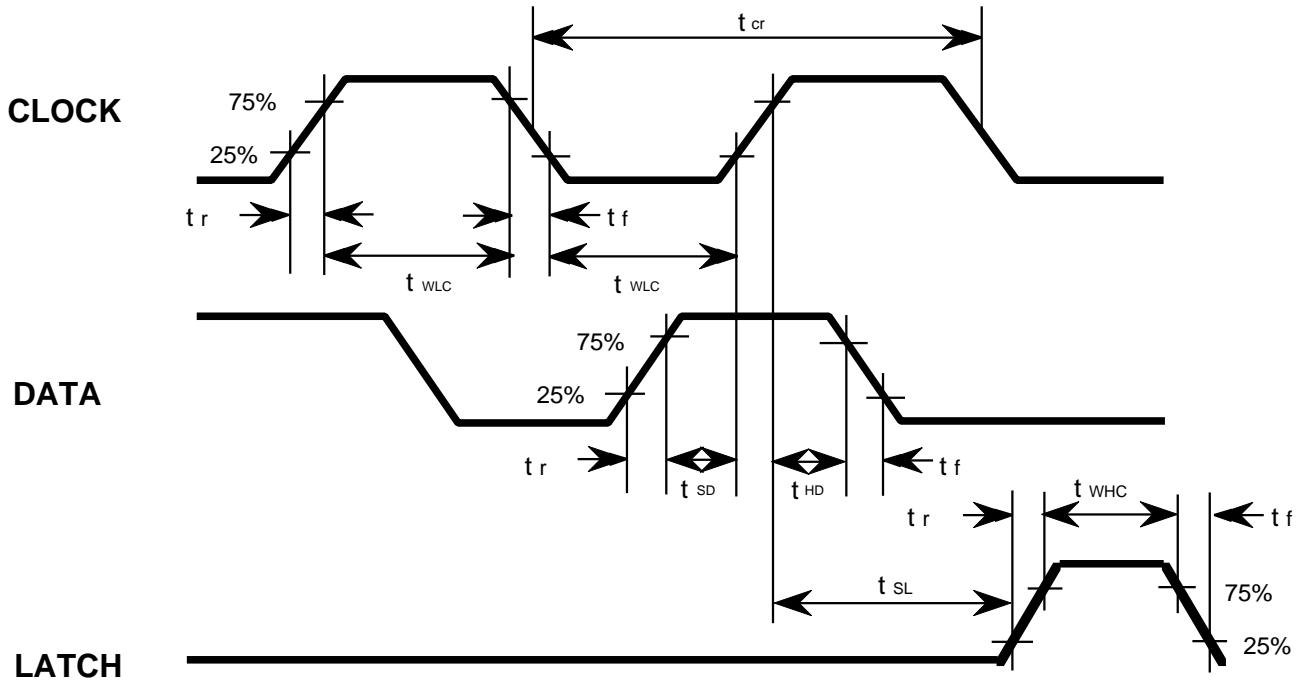 t cr
CLOCK
75%
25%
t r
t f
t WLC
t WLC
75%
DATA
25%
t r
t SD
t HD
t f
t WHC
t r
t f
t SL
75%
25%
LATCH